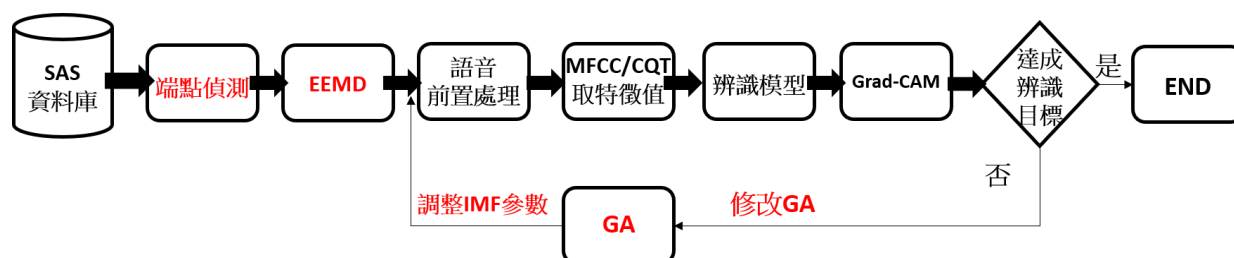 SAS
資料庫
端點偵測
EEMD
語音
前置處理
MFCC/CQT
取特徵值
辨識模型
Grad-CAM
達成
辨識
目標
是
END
否
調整IMF參數
GA
修改GA